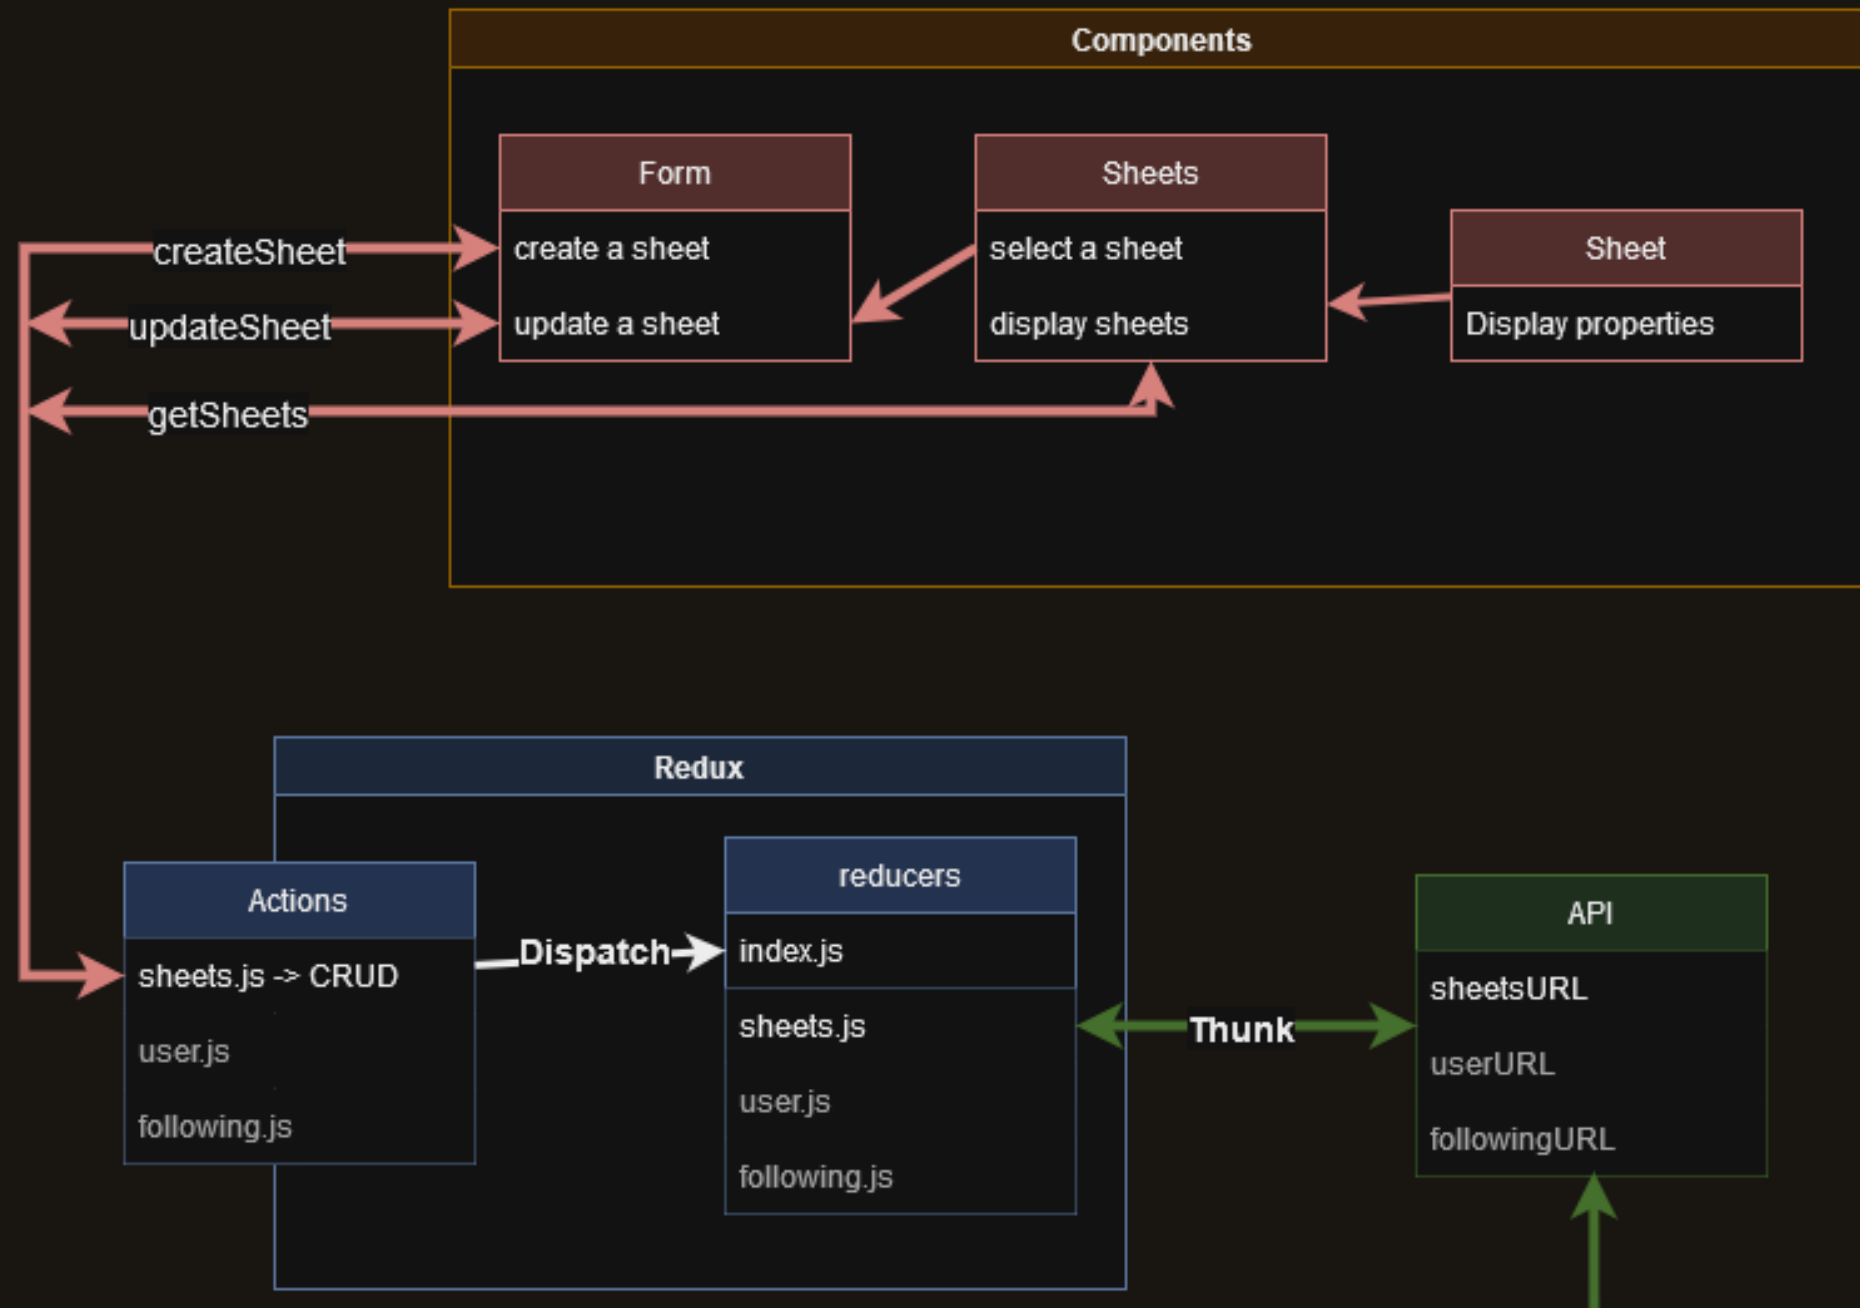 Components
Form
create a sheet
update a sheet
Sheets
select a sheet
display sheets
Sheet
Display properties
createSheet
updateSheet
getSheets
Redux
Actions
sheets.js -> CRUD
user.js
following.js
Dispatch
reducers
index.js
sheets.js
user.js
following.js
Thunk
API
sheetsURL
userURL
followingURL